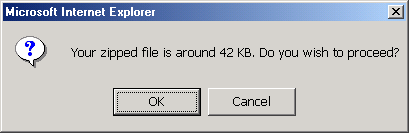 Microsoft Internet Explorer
?
Your zipped file is around 42 KB. Do you wish to proceed?
OK
Cancel